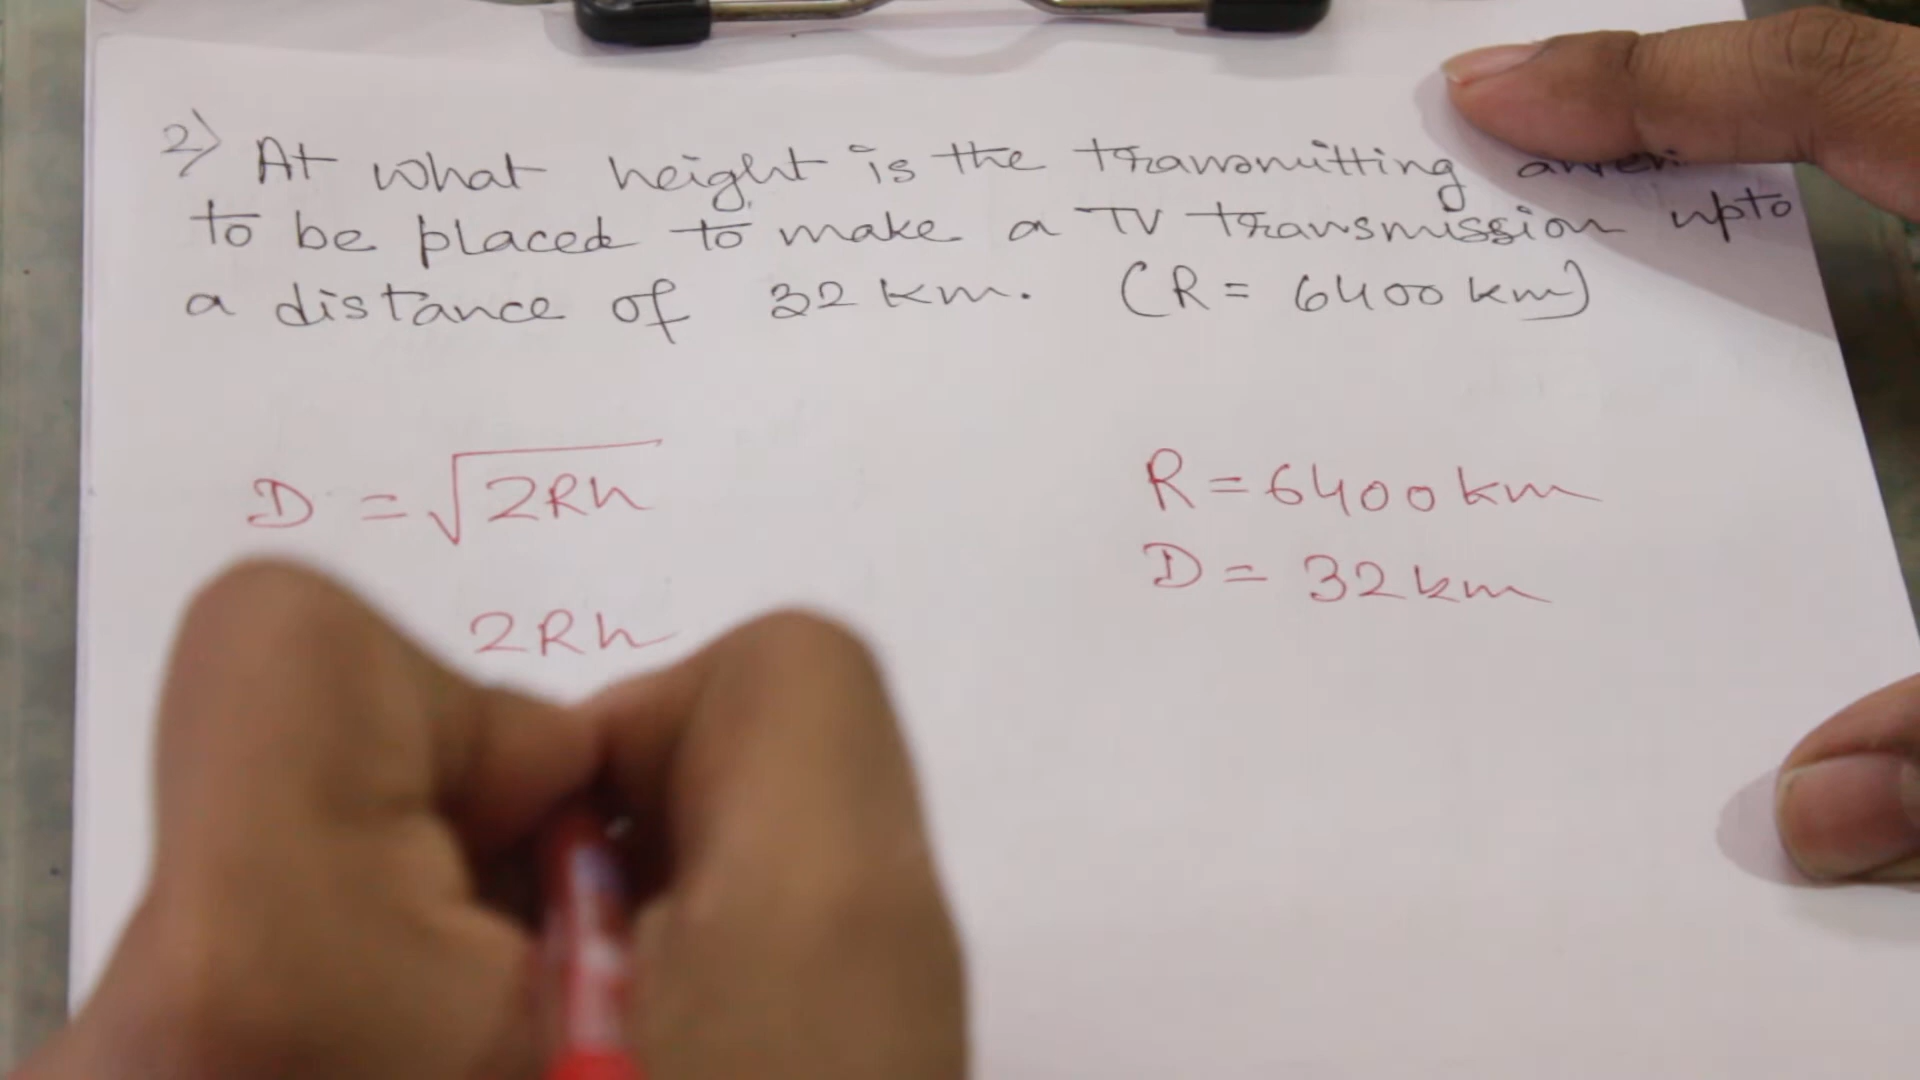 2) At what height is the transmitting
to be placed to make a TV transmission upto
a distance of 32 km. (R = 6400 km)
D = √2Rh
R = 6400 km
D = 32 km
2Rh